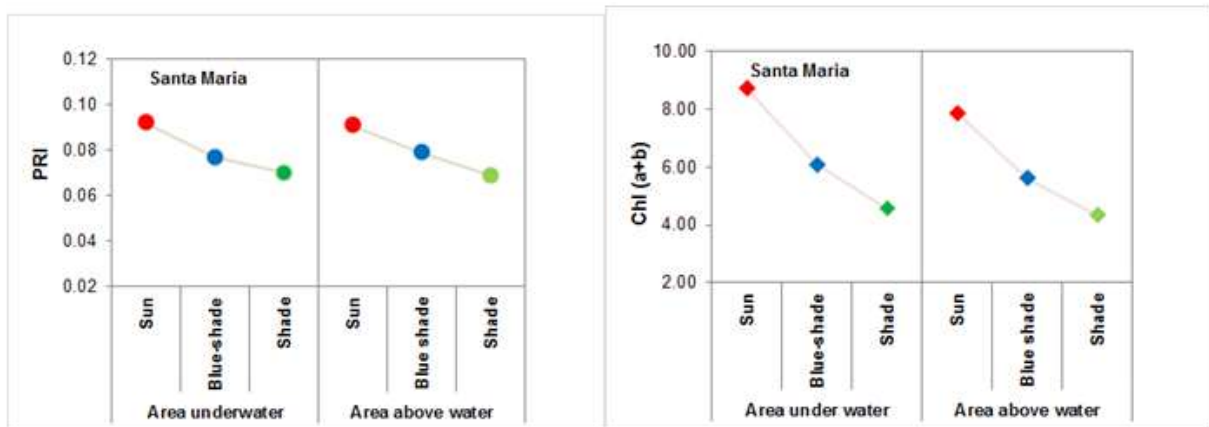 0.12
Santa Maria
0.10
0.08
PRI
0.06
0.04
0.02
Sun
Blue-shade
Shade
Sun
Blue shade
Shade
Area underwater
Area above water
10.00
Santa Maria
8.00
Chl (a+b)
6.00
4.00
2.00
Sun
Blue-shade
Shade
Sun
Blue shade
Shade
Area under water
Area above water